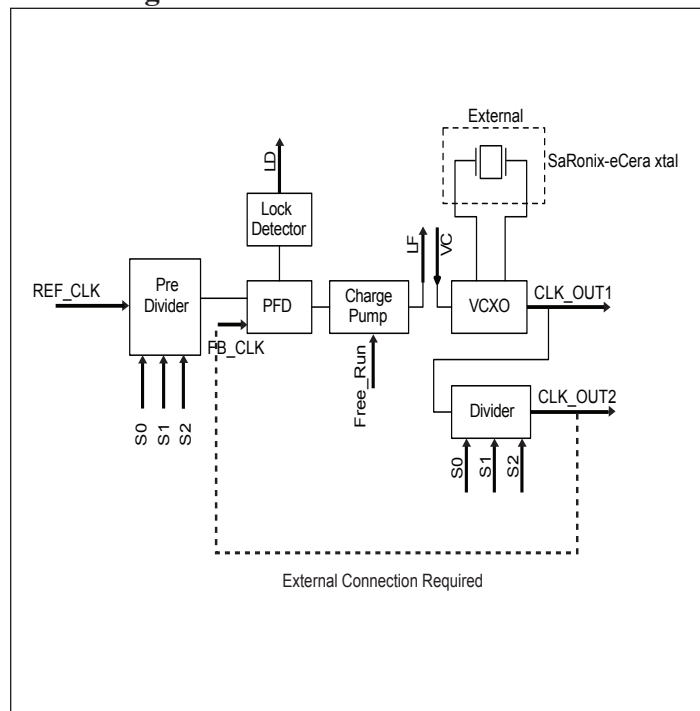 External
SaRonix-eCera xtal
LD
Lock
Detector
LF
VC
REF_CLK
Pre
Divider
PFD
Charge
Pump
VCXO
CLK_OUT1
FB_CLK
Free_Run
S0
S1
S2
Divider
CLK_OUT2
S0
S1
S2
External Connection Required